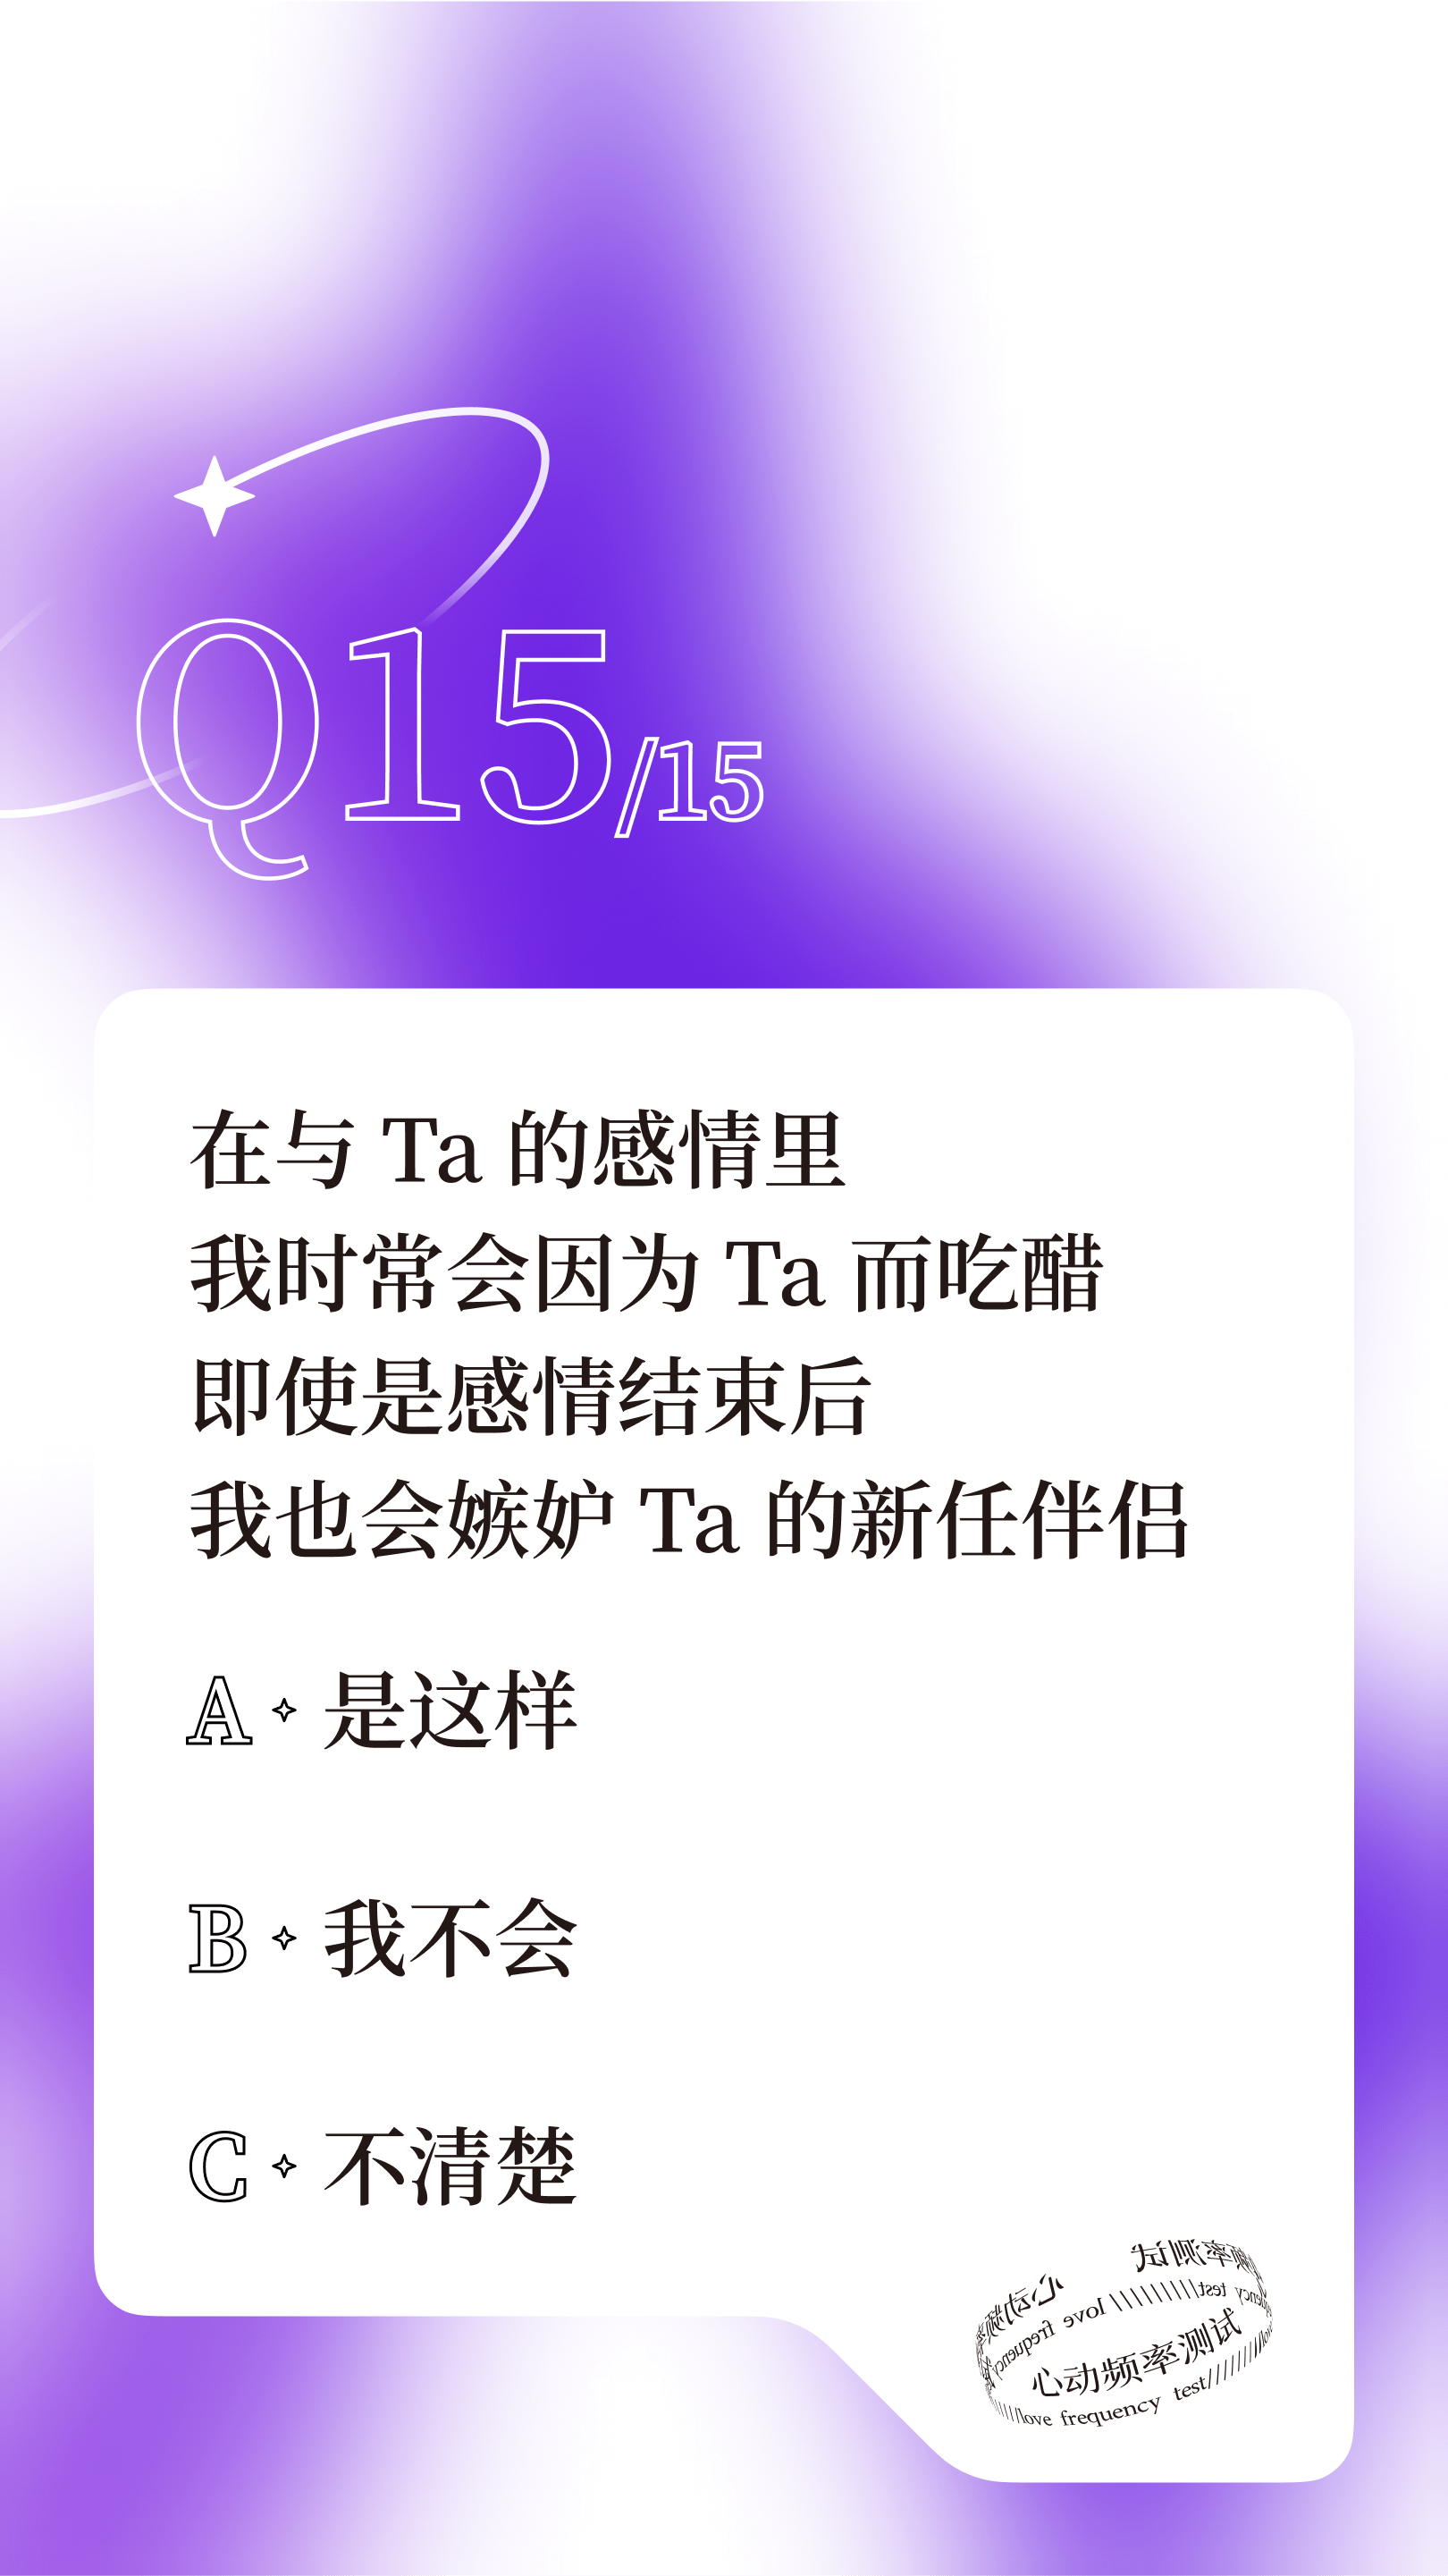 Q15/15
在与 Ta 的感情里
我时常会因为 Ta 而吃醋
即使是感情结束后
我也会嫉妒 Ta 的新任伴侣
A 是这样
B 我不会
C 不清楚
心动频率测试
love frequency test/////////
心动频率测试
love frequency test/////////